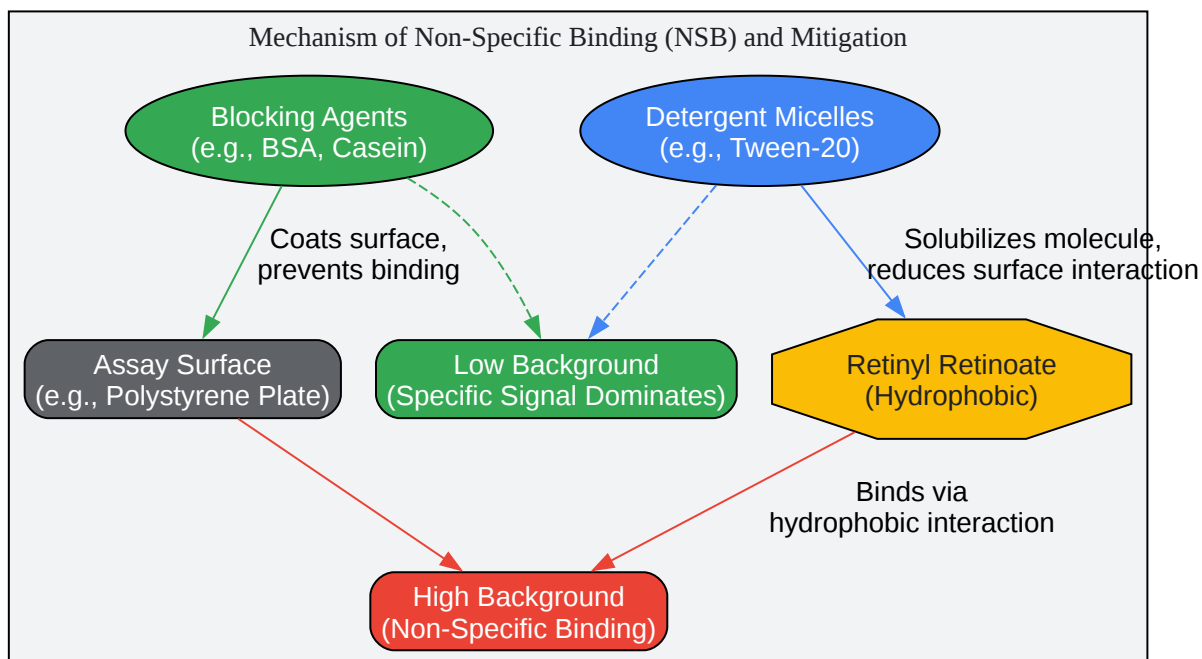 Mechanism of Non-Specific Binding (NSB) and Mitigation
Blocking Agents
(e.g., BSA, Casein)
Detergent Micelles
(e.g., Tween-20)
Coats surface,
prevents binding
Solubilizes molecule,
reduces surface interaction
Assay Surface
(e.g., Polystyrene Plate)
Low Background
(Specific Signal Dominates)
Retinyl Retinoate
(Hydrophobic)
Binds via
hydrophobic interaction
High Background
(Non-Specific Binding)